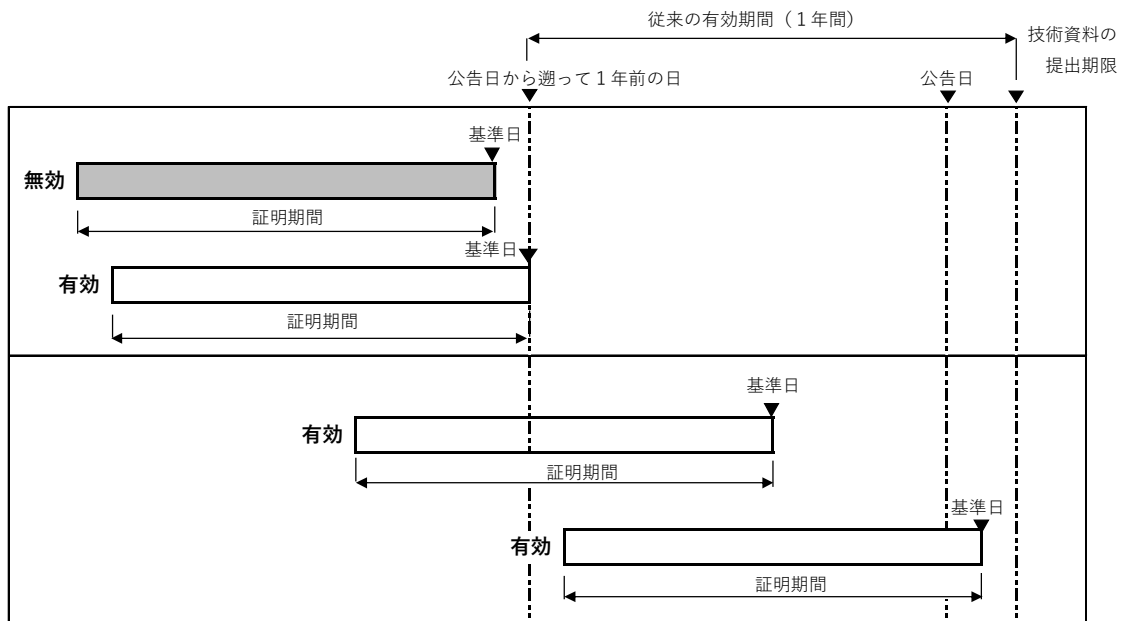 従来の有効期間（１年間）
技術資料の
提出期限
公告日から遡って１年前の日
公告日
基準日
無効
証明期間
基準日
有効
証明期間
基準日
有効
証明期間
基準日
有効
証明期間